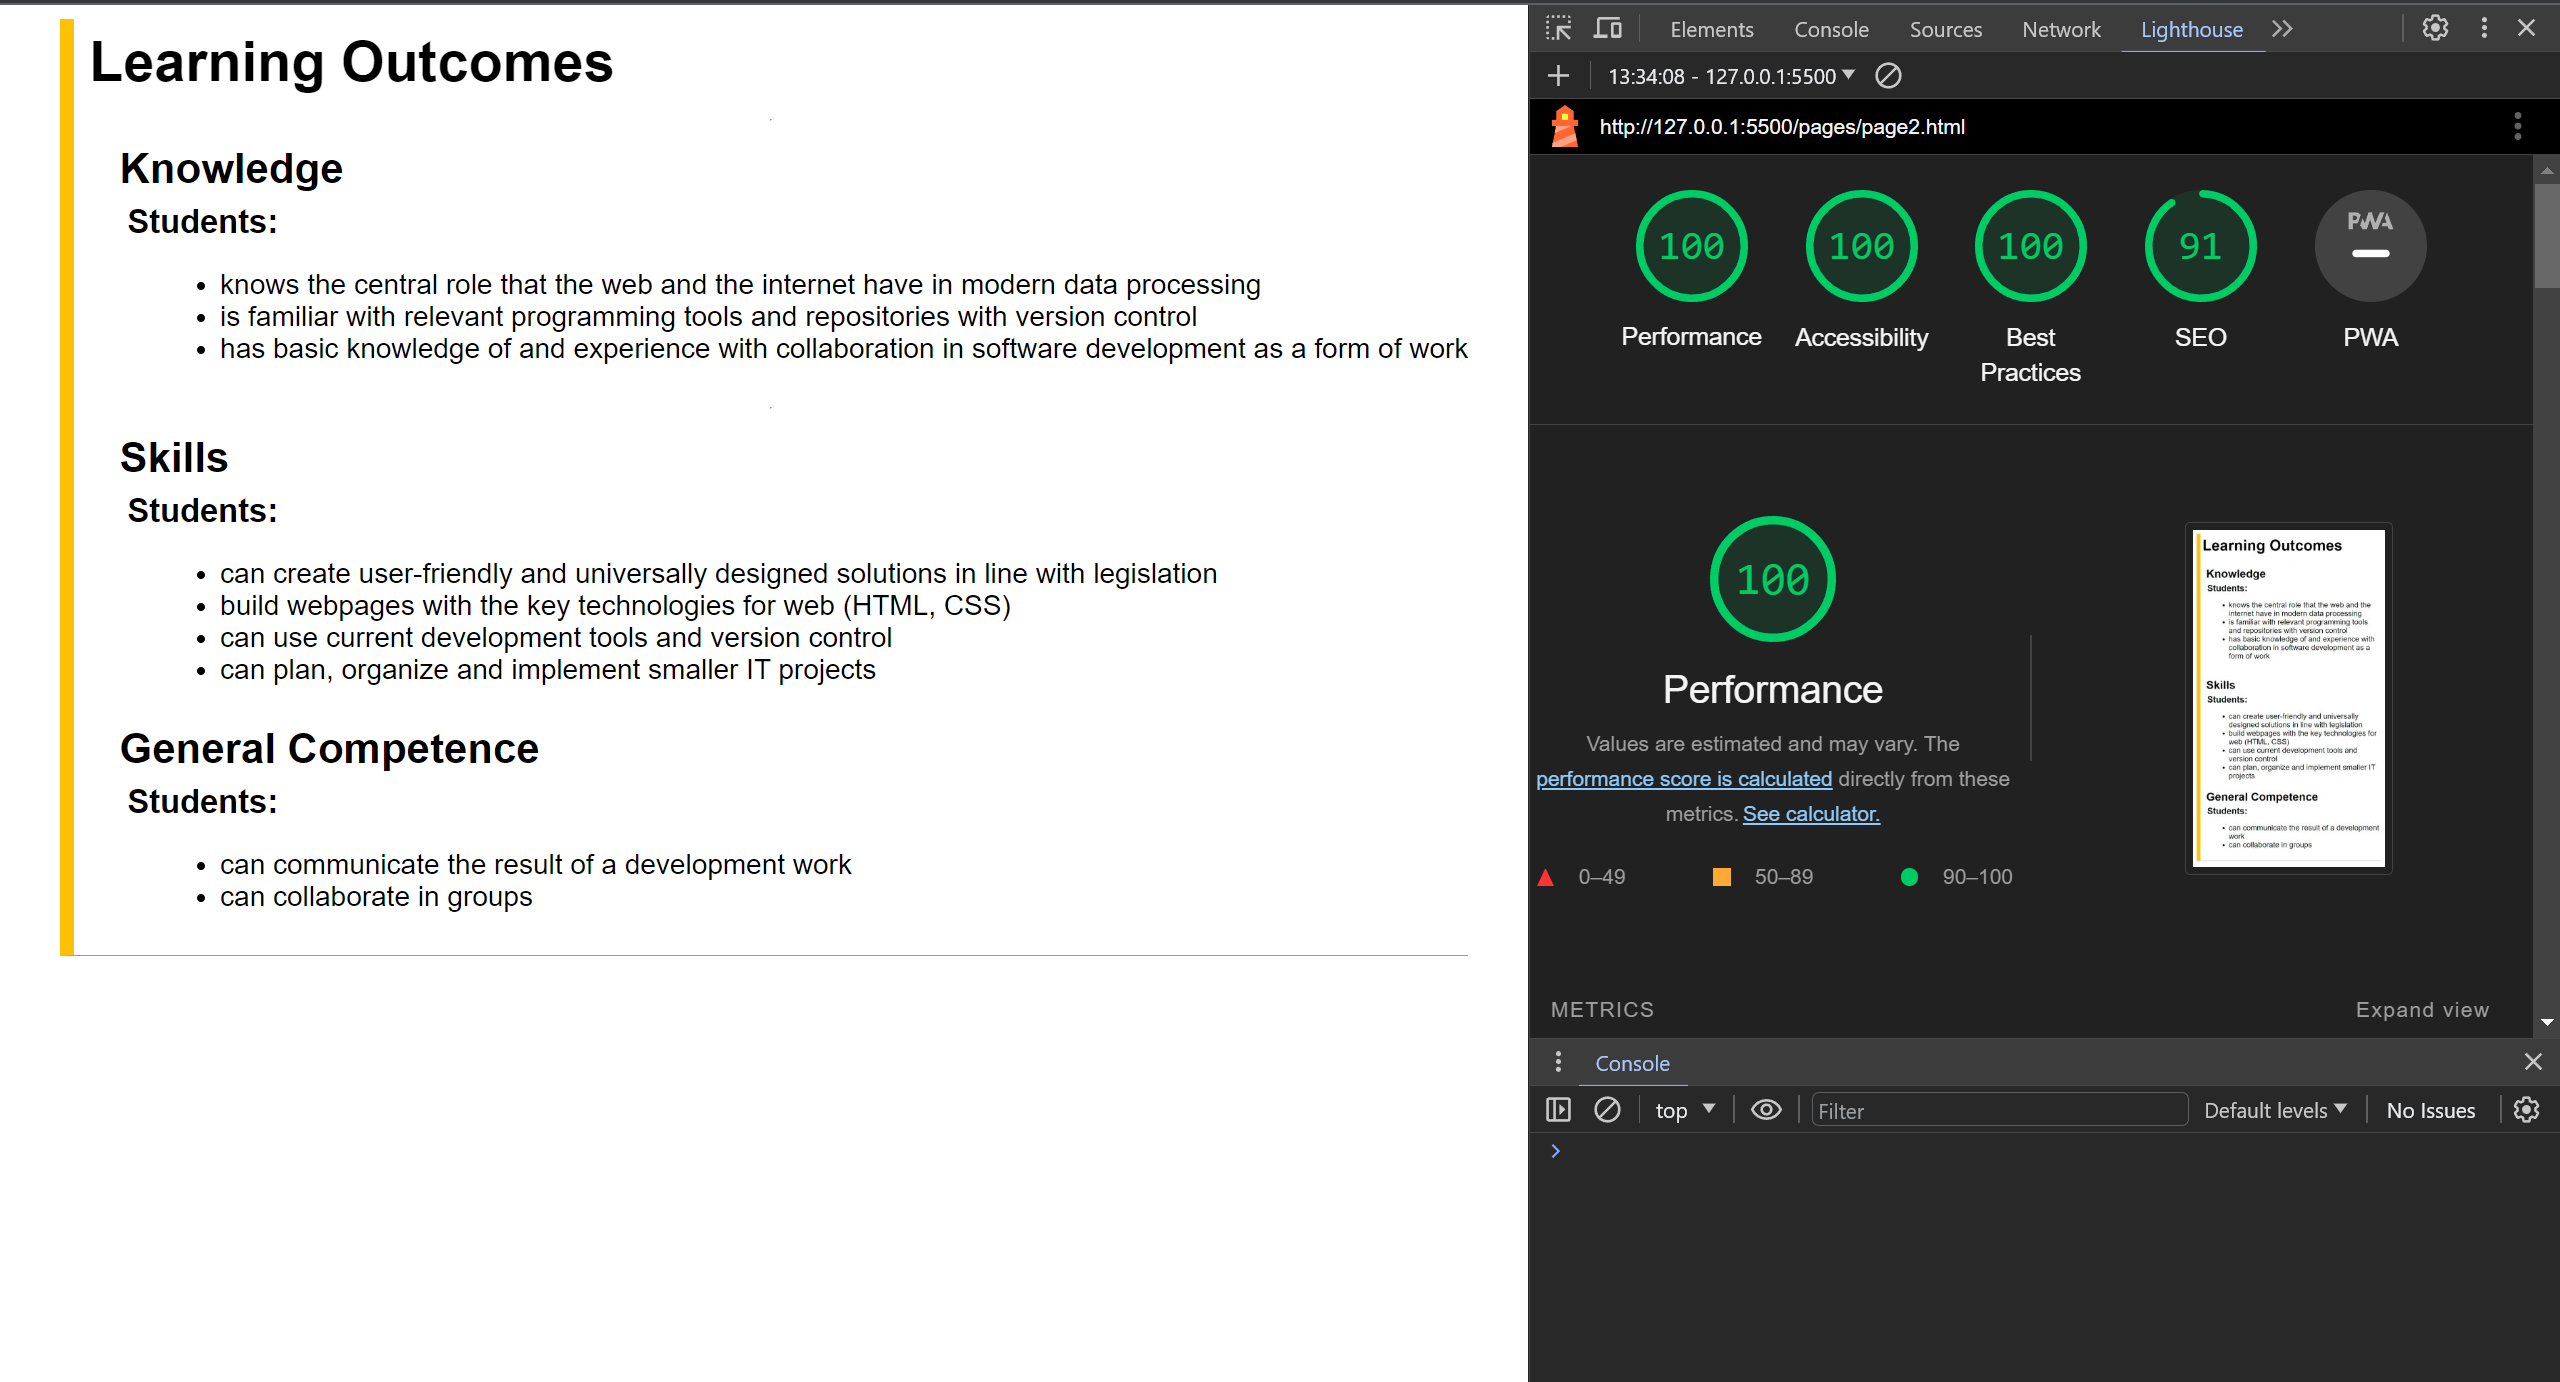 Learning Outcomes
Knowledge
Students:
• knows the central role that the web and the internet have in modern data processing
• is familiar with relevant programming tools and repositories with version control
• has basic knowledge of and experience with collaboration in software development as a form of work
Skills
Students:
• can create user-friendly and universally designed solutions in line with legislation
• build webpages with the key technologies for web (HTML, CSS)
• can use current development tools and version control
• can plan, organize and implement smaller IT projects
General Competence
Students:
• can communicate the result of a development work
• can collaborate in groups
Elements Console Sources Network Lighthouse
13:34:08 - 127.0.0.1:5500
http://127.0.0.1:5500/pages/page2.html
100 100 100 91 PWA
Performance Accessibility Best Practices SEO PWA
100
Performance
Values are estimated and may vary. The
performance score is calculated directly from these
metrics. See calculator.
0–49 50–89 90–100
Learning Outcomes
Knowledge
Students:
• knows the central role that the web and the
internet have in modern data processing
• is familiar with relevant programming tools
and repositories with version control
• has basic knowledge of and experience with
collaboration in software development as a
form of work
Skills
Students:
• can create user-friendly and universally
designed solutions in line with legislation
• build webpages with the key technologies for
web (HTML, CSS)
• can use current development tools and
version control
• can plan, organize and implement smaller IT
projects
General Competence
Students:
• can communicate the result of a development
work
• can collaborate in groups
METRICS Expand view
Console
top Filter Default levels No Issues